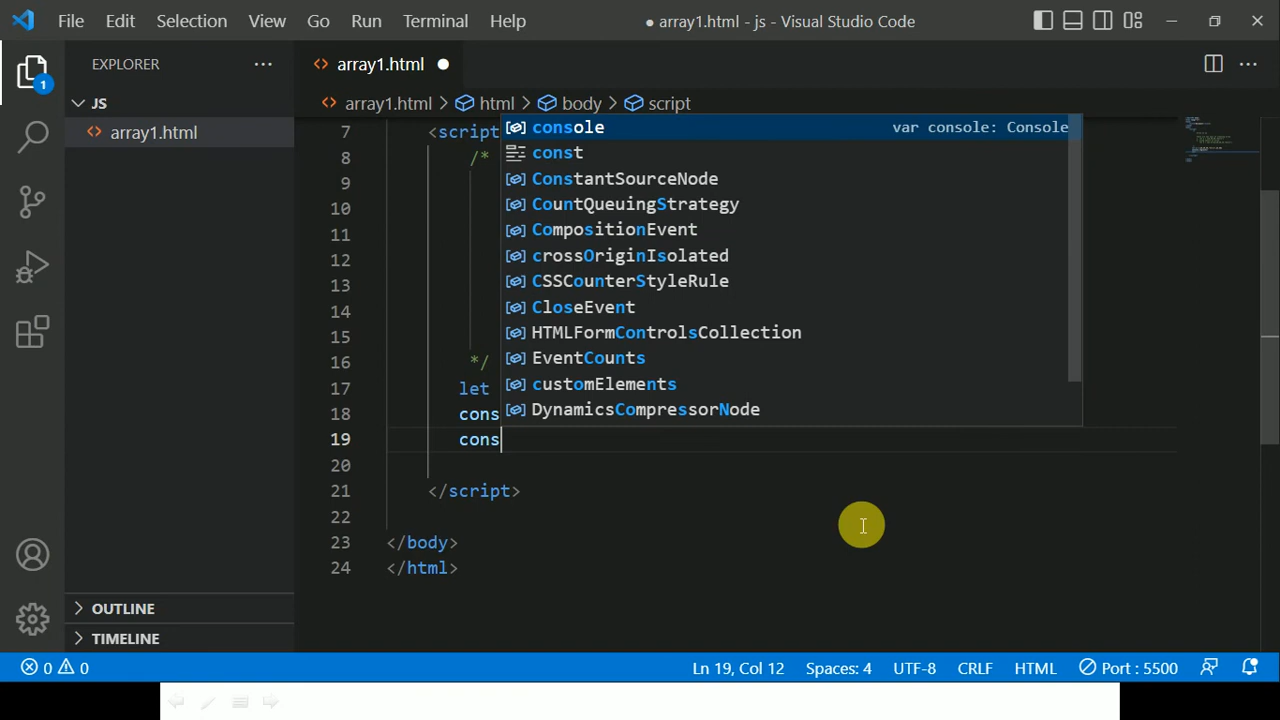 File Edit Selection View Go Run Terminal Help ● array1.html - js - Visual Studio Code
EXPLORER ···
array1.html ●
JS
array1.html
array1.html > html > body > script
7 <script
8 /*
9
10
11
12
13
14
15
16 */
17 let
18 cons
19 cons
20
21 </script>
22
23 </body>
24 </html>
console var console: Console
const
ConstantSourceNode
CountQueuingStrategy
CompositionEvent
crossOriginIsolated
CSSCounterStyleRule
CloseEvent
HTMLFormControlsCollection
EventCounts
customElements
DynamicsCompressorNode
1
OUTLINE
TIMELINE
0 0 Ln 19, Col 12 Spaces: 4 UTF-8 CRLF HTML Port : 5500